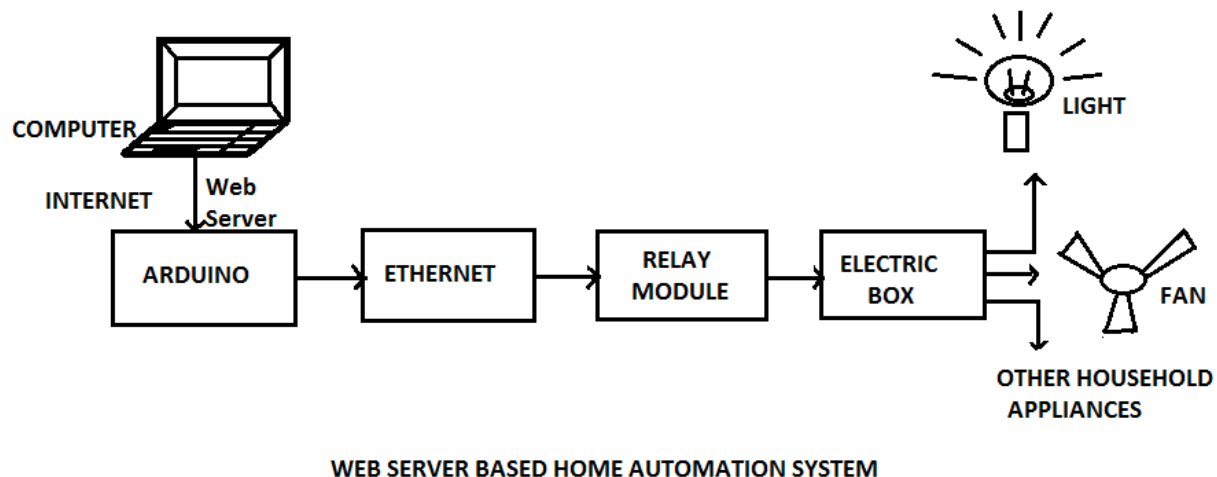 COMPUTER
INTERNET
Web
Server
ARDUINO
ETHERNET
RELAY
MODULE
ELECTRIC
BOX
LIGHT
FAN
OTHER HOUSEHOLD
APPLIANCES
WEB SERVER BASED HOME AUTOMATION SYSTEM